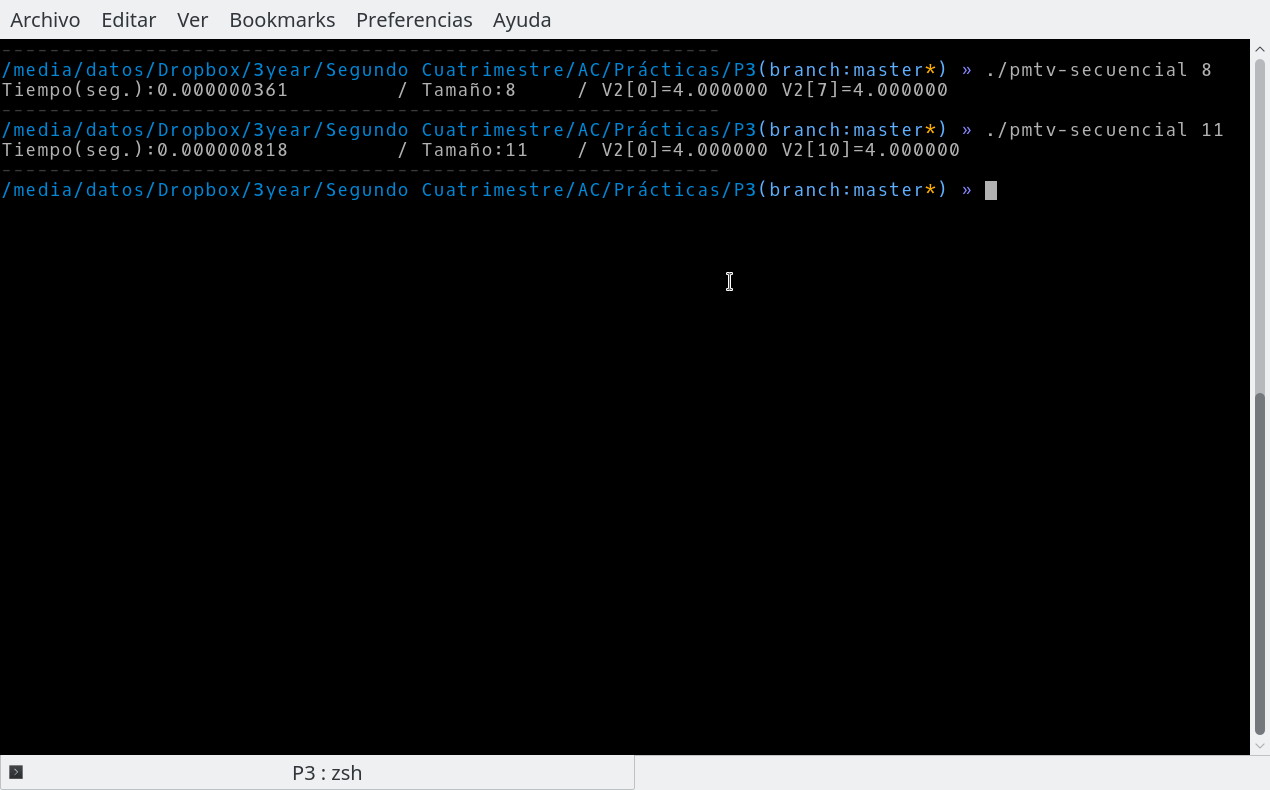 Archivo Editar Ver Bookmarks Preferencias Ayuda
------------------------------------------------------------
/media/datos/Dropbox/3year/Segundo Cuatrimestre/AC/Prácticas/P3(branch:master*) » ./pmtv-secuencial 8
Tiempo(seg.):0.000000361         / Tamaño:8     / V2[0]=4.000000 V2[7]=4.000000
------------------------------------------------------------
/media/datos/Dropbox/3year/Segundo Cuatrimestre/AC/Prácticas/P3(branch:master*) » ./pmtv-secuencial 11
Tiempo(seg.):0.000000818         / Tamaño:11    / V2[0]=4.000000 V2[10]=4.000000
------------------------------------------------------------
/media/datos/Dropbox/3year/Segundo Cuatrimestre/AC/Prácticas/P3(branch:master*) »
P3 : zsh